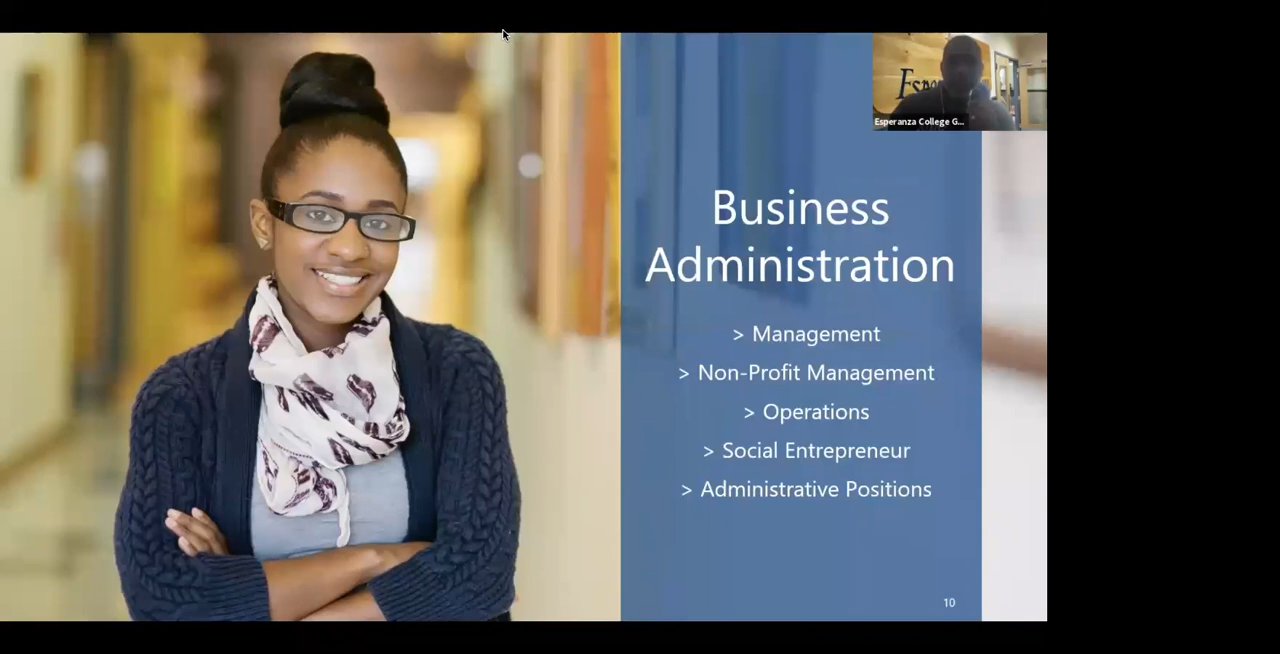 Esperanza College G...
Business
Administration
> Management
> Non-Profit Management
> Operations
> Social Entrepreneur
> Administrative Positions
10